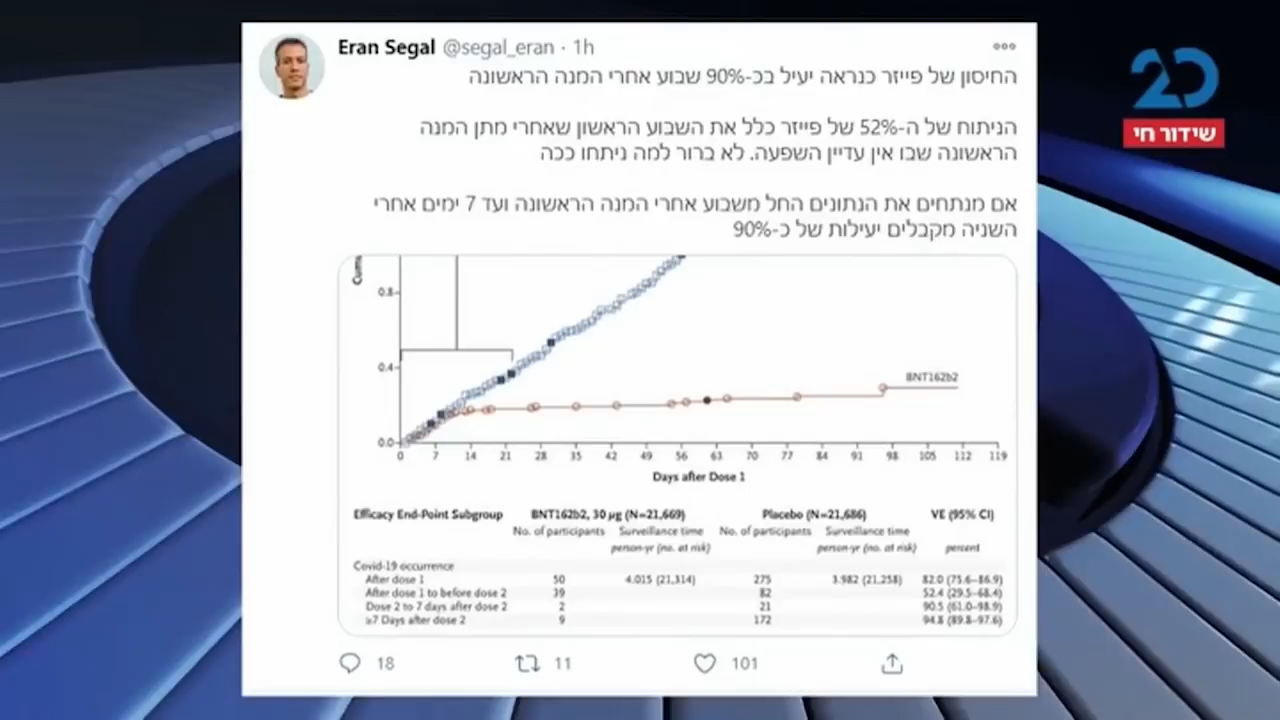 Eran Segal @segal_eran · 1h
החיסון של פייזר כנראה יעיל בכ-90% שבוע אחרי המנה הראשונה
הניתוח של ה-52% של פייזר כלל את השבוע הראשון שאחרי מתן המנה
הראשונה שבו אין עדיין השפעה. לא ברור למה ניתחו ככה
אם מנתחים את הנתונים החל משבוע אחרי המנה הראשונה ועד 7 ימים אחרי
השניה מקבלים יעילות של כ-90%
20
שידור חי
0.8
0.4
0.0
BNT162b2
0 7 14 21 28 35 42 49 56 63 70 77 84 91 98 105 112 119
Days after Dose 1
Efficacy End-Point Subgroup BNT162b2, 30 μg (N=21,669) Placebo (N=21,686) VE (95% CI)
No. of participants Surveillance time No. of participants Surveillance time
person-yr (no. at risk) person-yr (no. at risk) percent
Covid-19 occurrence
After dose 1 50 4.015 (21,314) 275 3.982 (21,258) 82.0 (75.6–86.9)
After dose 1 to before dose 2 39 82 52.4 (29.5–68.4)
Dose 2 to 7 days after dose 2 2 21 90.5 (61.0–98.9)
≥7 Days after dose 2 9 172 94.8 (89.8–97.6)
18 11 101